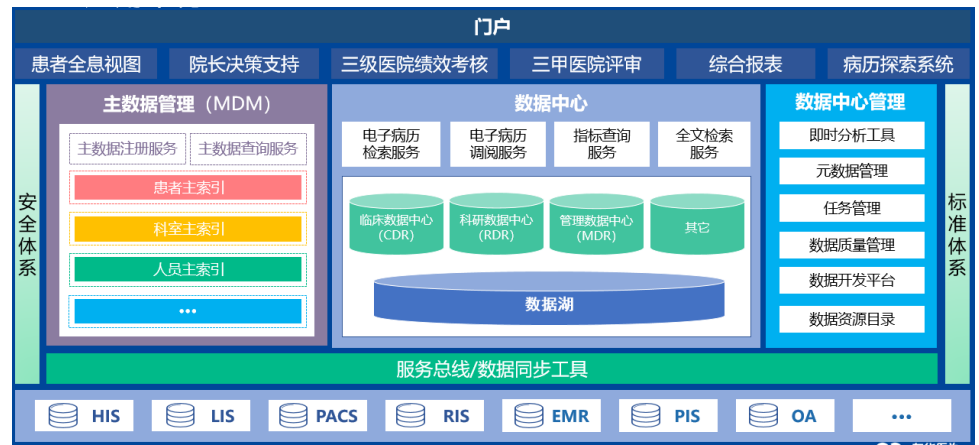 门户
患者全息视图 院长决策支持 三级医院绩效考核 三甲医院评审 综合报表 病历探索系统
安全体系
主数据管理（MDM）
主数据注册服务 主数据查询服务
患者主索引
科室主索引
人员主索引
•••
数据中心
电子病历
检索服务
电子病历
调阅服务
指标查询
服务
全文检索
服务
临床数据中心
(CDR)
科研数据中心
(RDR)
管理数据中心
(MDR)
其它
数据湖
数据中心管理
即时分析工具
元数据管理
任务管理
数据质量管理
数据开发平台
数据资源目录
标准体系
服务总线/数据同步工具
HIS LIS PACS RIS EMR PIS OA •••